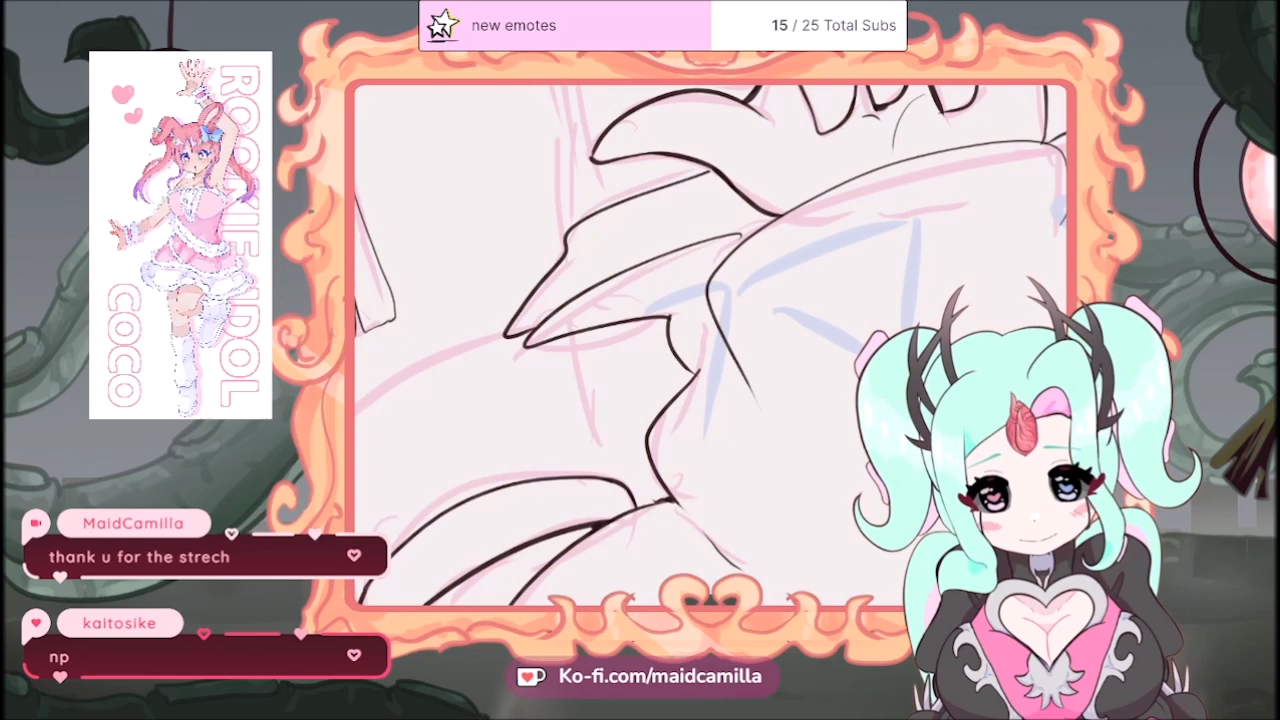 new emotes
15 / 25 Total Subs
ROOKIE IDOL
COCO
MaidCamilla
thank u for the strech
kaitosike
np
Ko-fi.com/maidcamilla